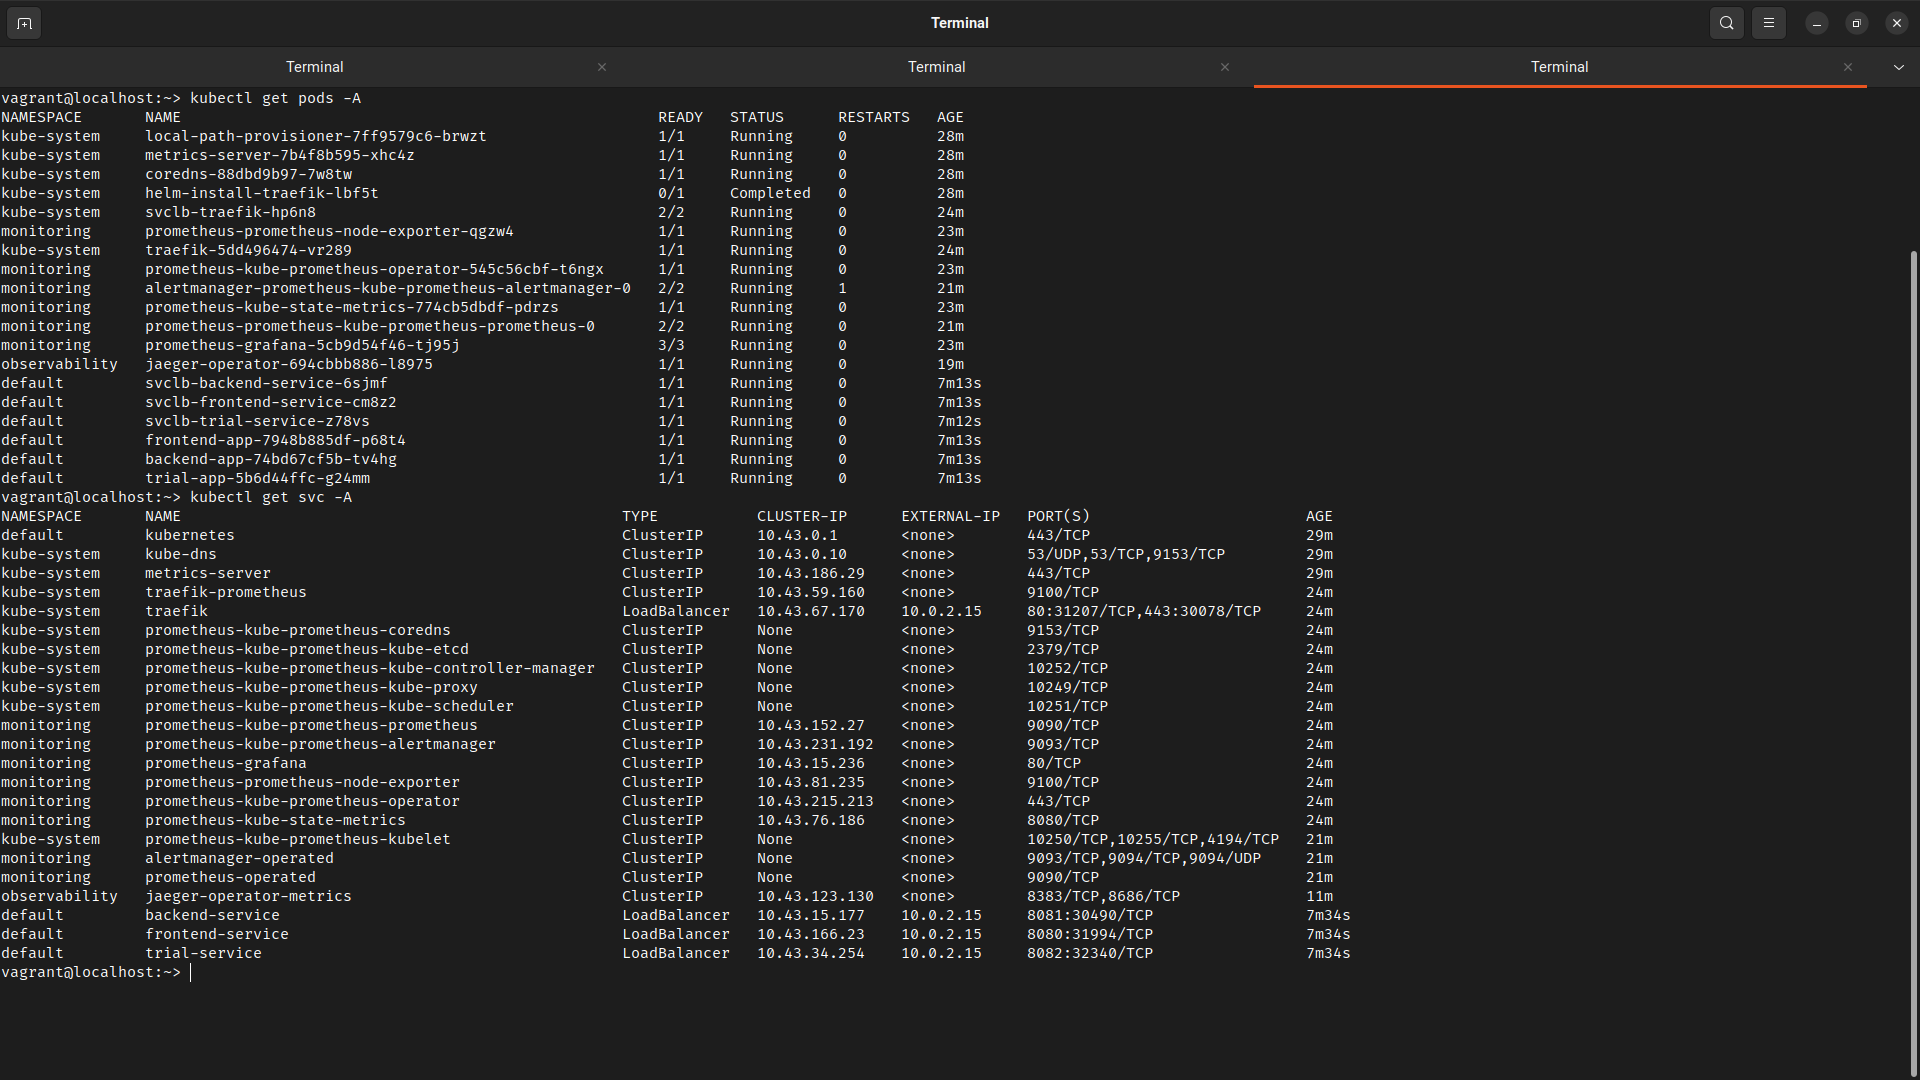 Terminal
Terminal Terminal Terminal
vagrant@localhost:~> kubectl get pods -A
NAMESPACE NAME READY STATUS RESTARTS AGE
kube-system local-path-provisioner-7ff9579c6-brwzt 1/1 Running 0 28m
kube-system metrics-server-7b4f8b595-xhc4z 1/1 Running 0 28m
kube-system coredns-88dbd9b97-7w8tw 1/1 Running 0 28m
kube-system helm-install-traefik-lbf5t 0/1 Completed 0 28m
kube-system svclb-traefik-hp6n8 2/2 Running 0 24m
monitoring prometheus-prometheus-node-exporter-qgzw4 1/1 Running 0 23m
kube-system traefik-5dd496474-vr289 1/1 Running 0 24m
monitoring prometheus-kube-prometheus-operator-545c56cbf-t6ngx 1/1 Running 0 23m
monitoring alertmanager-prometheus-kube-prometheus-alertmanager-0 2/2 Running 1 21m
monitoring prometheus-kube-state-metrics-774cb5dbdf-pdrzs 1/1 Running 0 23m
monitoring prometheus-prometheus-kube-prometheus-prometheus-0 2/2 Running 0 21m
monitoring prometheus-grafana-5cb9d54f46-tj95j 3/3 Running 0 23m
observability jaeger-operator-694cbbb886-l8975 1/1 Running 0 19m
default svclb-backend-service-6sjmf 1/1 Running 0 7m13s
default svclb-frontend-service-cm8z2 1/1 Running 0 7m13s
default svclb-trial-service-z78vs 1/1 Running 0 7m12s
default frontend-app-7948b885df-p68t4 1/1 Running 0 7m13s
default backend-app-74bd67cf5b-tv4hg 1/1 Running 0 7m13s
default trial-app-5b6d44ffc-g24mm 1/1 Running 0 7m13s
vagrant@localhost:~> kubectl get svc -A
NAMESPACE NAME TYPE CLUSTER-IP EXTERNAL-IP PORT(S) AGE
default kubernetes ClusterIP 10.43.0.1 <none> 443/TCP 29m
kube-system kube-dns ClusterIP 10.43.0.10 <none> 53/UDP,53/TCP,9153/TCP 29m
kube-system metrics-server ClusterIP 10.43.186.29 <none> 443/TCP 29m
kube-system traefik-prometheus ClusterIP 10.43.59.160 <none> 9100/TCP 24m
kube-system traefik LoadBalancer 10.43.67.170 10.0.2.15 80:31207/TCP,443:30078/TCP 24m
kube-system prometheus-kube-prometheus-coredns ClusterIP None <none> 9153/TCP 24m
kube-system prometheus-kube-prometheus-kube-etcd ClusterIP None <none> 2379/TCP 24m
kube-system prometheus-kube-prometheus-kube-controller-manager ClusterIP None <none> 10252/TCP 24m
kube-system prometheus-kube-prometheus-kube-proxy ClusterIP None <none> 10249/TCP 24m
kube-system prometheus-kube-prometheus-kube-scheduler ClusterIP None <none> 10251/TCP 24m
monitoring prometheus-kube-prometheus-prometheus ClusterIP 10.43.152.27 <none> 9090/TCP 24m
monitoring prometheus-kube-prometheus-alertmanager ClusterIP 10.43.231.192 <none> 9093/TCP 24m
monitoring prometheus-grafana ClusterIP 10.43.15.236 <none> 80/TCP 24m
monitoring prometheus-prometheus-node-exporter ClusterIP 10.43.81.235 <none> 9100/TCP 24m
monitoring prometheus-kube-prometheus-operator ClusterIP 10.43.215.213 <none> 443/TCP 24m
monitoring prometheus-kube-state-metrics ClusterIP 10.43.76.186 <none> 8080/TCP 24m
kube-system prometheus-kube-prometheus-kubelet ClusterIP None <none> 10250/TCP,10255/TCP,4194/TCP 21m
monitoring alertmanager-operated ClusterIP None <none> 9093/TCP,9094/TCP,9094/UDP 21m
monitoring prometheus-operated ClusterIP None <none> 9090/TCP 21m
observability jaeger-operator-metrics ClusterIP 10.43.123.130 <none> 8383/TCP,8686/TCP 11m
default backend-service LoadBalancer 10.43.15.177 10.0.2.15 8081:30490/TCP 7m34s
default frontend-service LoadBalancer 10.43.166.23 10.0.2.15 8080:31994/TCP 7m34s
default trial-service LoadBalancer 10.43.34.254 10.0.2.15 8082:32340/TCP 7m34s
vagrant@localhost:~>